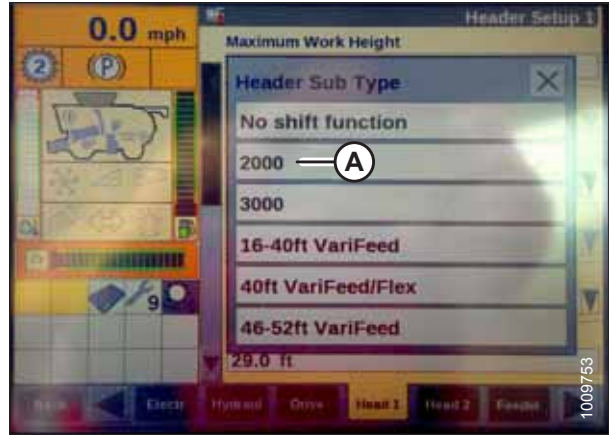 0.0 mph
Header Setup 1
Maximum Work Height
2
(P)
Header Sub Type
No shift function
2000
A
3000
16-40ft VariFeed
40ft VariFeed/Flex
46-52ft VariFeed
9
29.0 ft
Back
Electr
Hydraul
Drive
Head 1
Head 2
Feeder
1009753